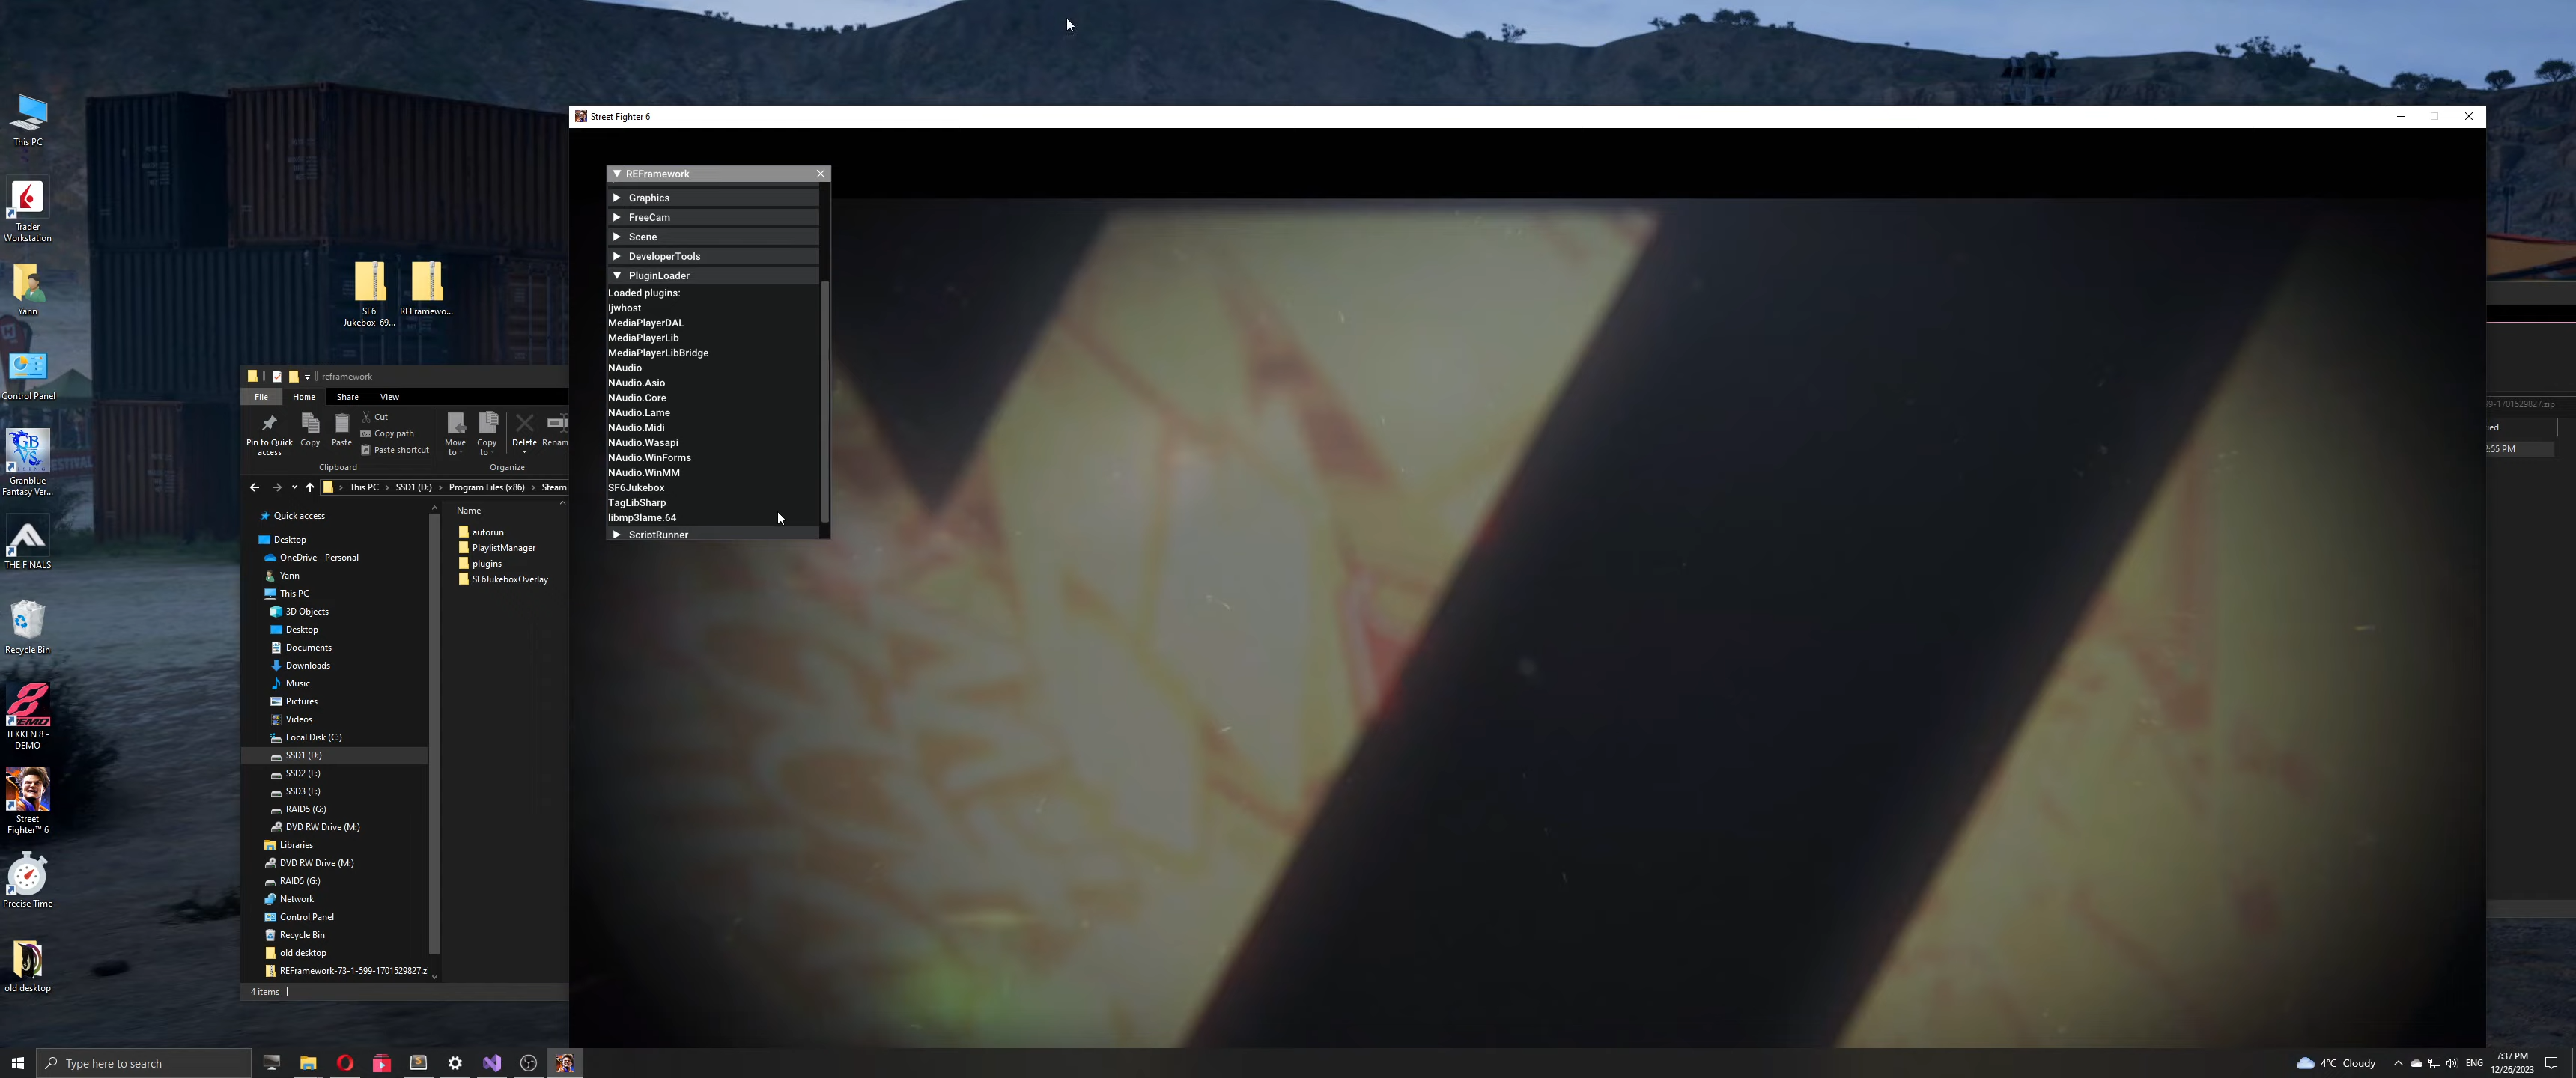 This PC
Trader
Workstation
Yann
Control Panel
Granblue
Fantasy Ver...
THE FINALS
Recycle Bin
TEKKEN 8 -
DEMO
Street
Fighter™ 6
Precise Time
old desktop
SF6
Jukebox-69...
REFramewo...
reframework
File
Home
Share
View
Pin to Quick
access
Copy
Paste
Cut
Copy path
Paste shortcut
Clipboard
Move
to
Copy
to
Delete
Renam
Organize
This PC > SSD1 (D:) > Program Files (x86) > Steam
Quick access
Desktop
OneDrive - Personal
Yann
This PC
3D Objects
Desktop
Documents
Downloads
Music
Pictures
Videos
Local Disk (C:)
SSD1 (D:)
SSD2 (E:)
SSD3 (F:)
RAID5 (G:)
DVD RW Drive (M:)
Libraries
DVD RW Drive (M:)
RAID5 (G:)
Network
Control Panel
Recycle Bin
old desktop
REFramework-73-1-599-1701529827.zi
Name
autorun
PlaylistManager
plugins
SF6JukeboxOverlay
4 items
Street Fighter 6
REFramework
Graphics
FreeCam
Scene
DeveloperTools
PluginLoader
Loaded plugins:
Ijwhost
MediaPlayerDAL
MediaPlayerLib
MediaPlayerLibBridge
NAudio
NAudio.Asio
NAudio.Core
NAudio.Lame
NAudio.Midi
NAudio.Wasapi
NAudio.WinForms
NAudio.WinMM
SF6Jukebox
TagLibSharp
libmp3lame.64
ScriptRunner
99-1701529827.zip
ied
2:55 PM
Type here to search
4°C Cloudy
ENG
7:37 PM
12/26/2023